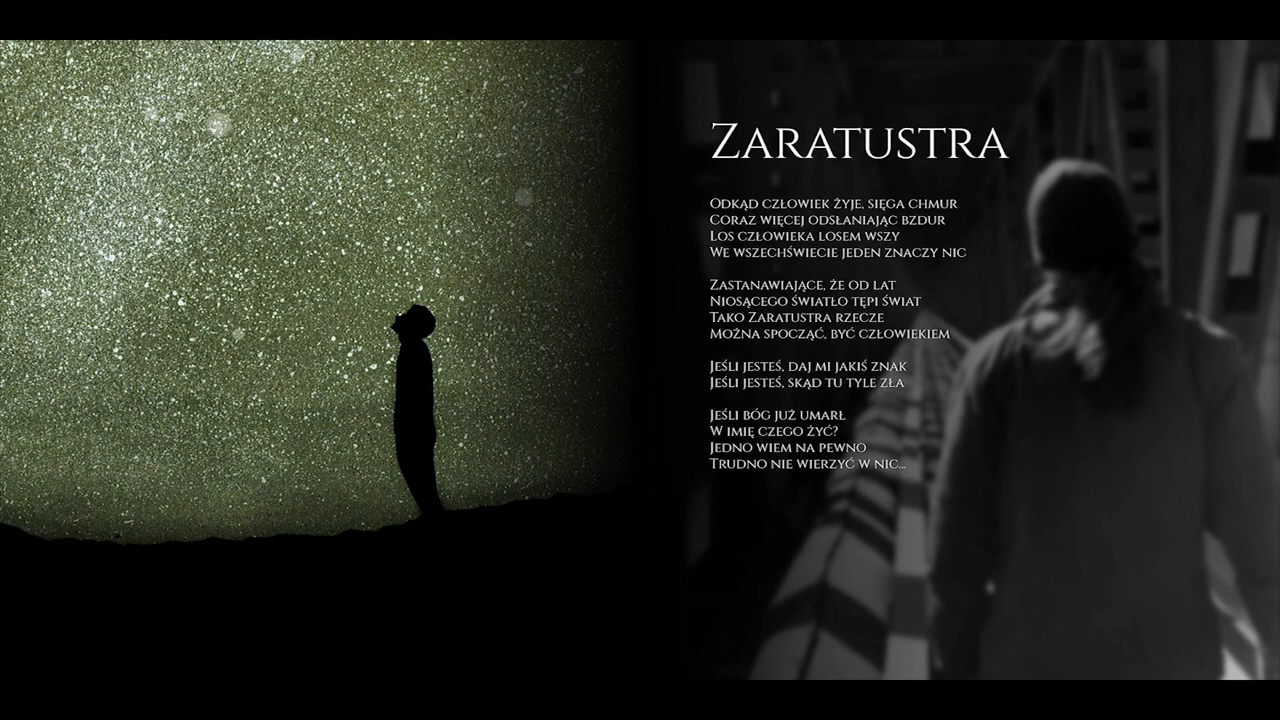 Zaratustra
Odkąd człowiek żyje, sięga chmur
Coraz więcej odsłaniając bzdur
Los człowieka losem wszy
We wszechświecie jeden znaczy nic
Zastanawiające, że od lat
Niosącego światło tępi świat
Tako Zaratustra rzecze
Można spocząć, być człowiekiem
Jeśli jesteś, daj mi jakiś znak
Jeśli jesteś, skąd tu tyle zła
Jeśli bóg już umarł
W imię czego żyć?
Jedno wiem na pewno
Trudno nie wierzyć w nic...